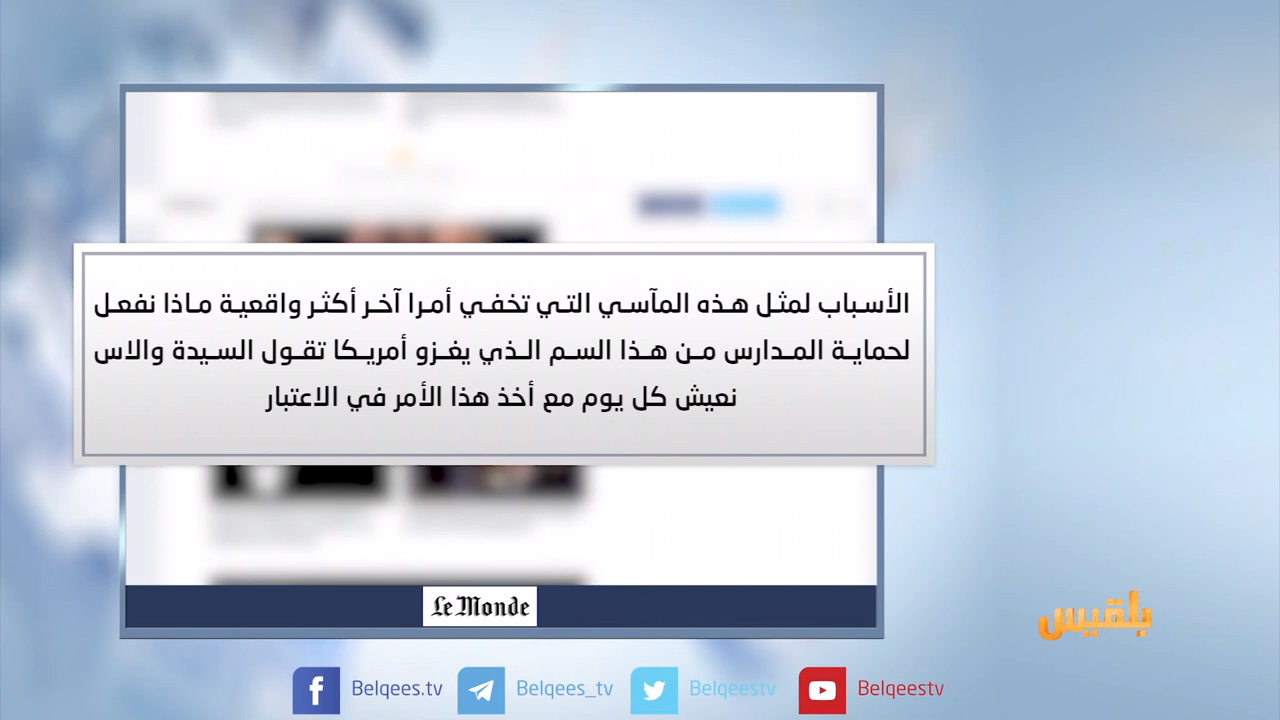 الأسباب لمثل هذه المآسي التي تخفي أمرا آخر أكثر واقعية ماذا نفعل
لحماية المدارس من هذا السم الذي يغزو أمريكا تقول السيدة والاس
نعيش كل يوم مع أخذ هذا الأمر في الاعتبار
Le Monde
بلقيس
Belqees.tv
Belqees_tv
Belqeestv
Belqeestv